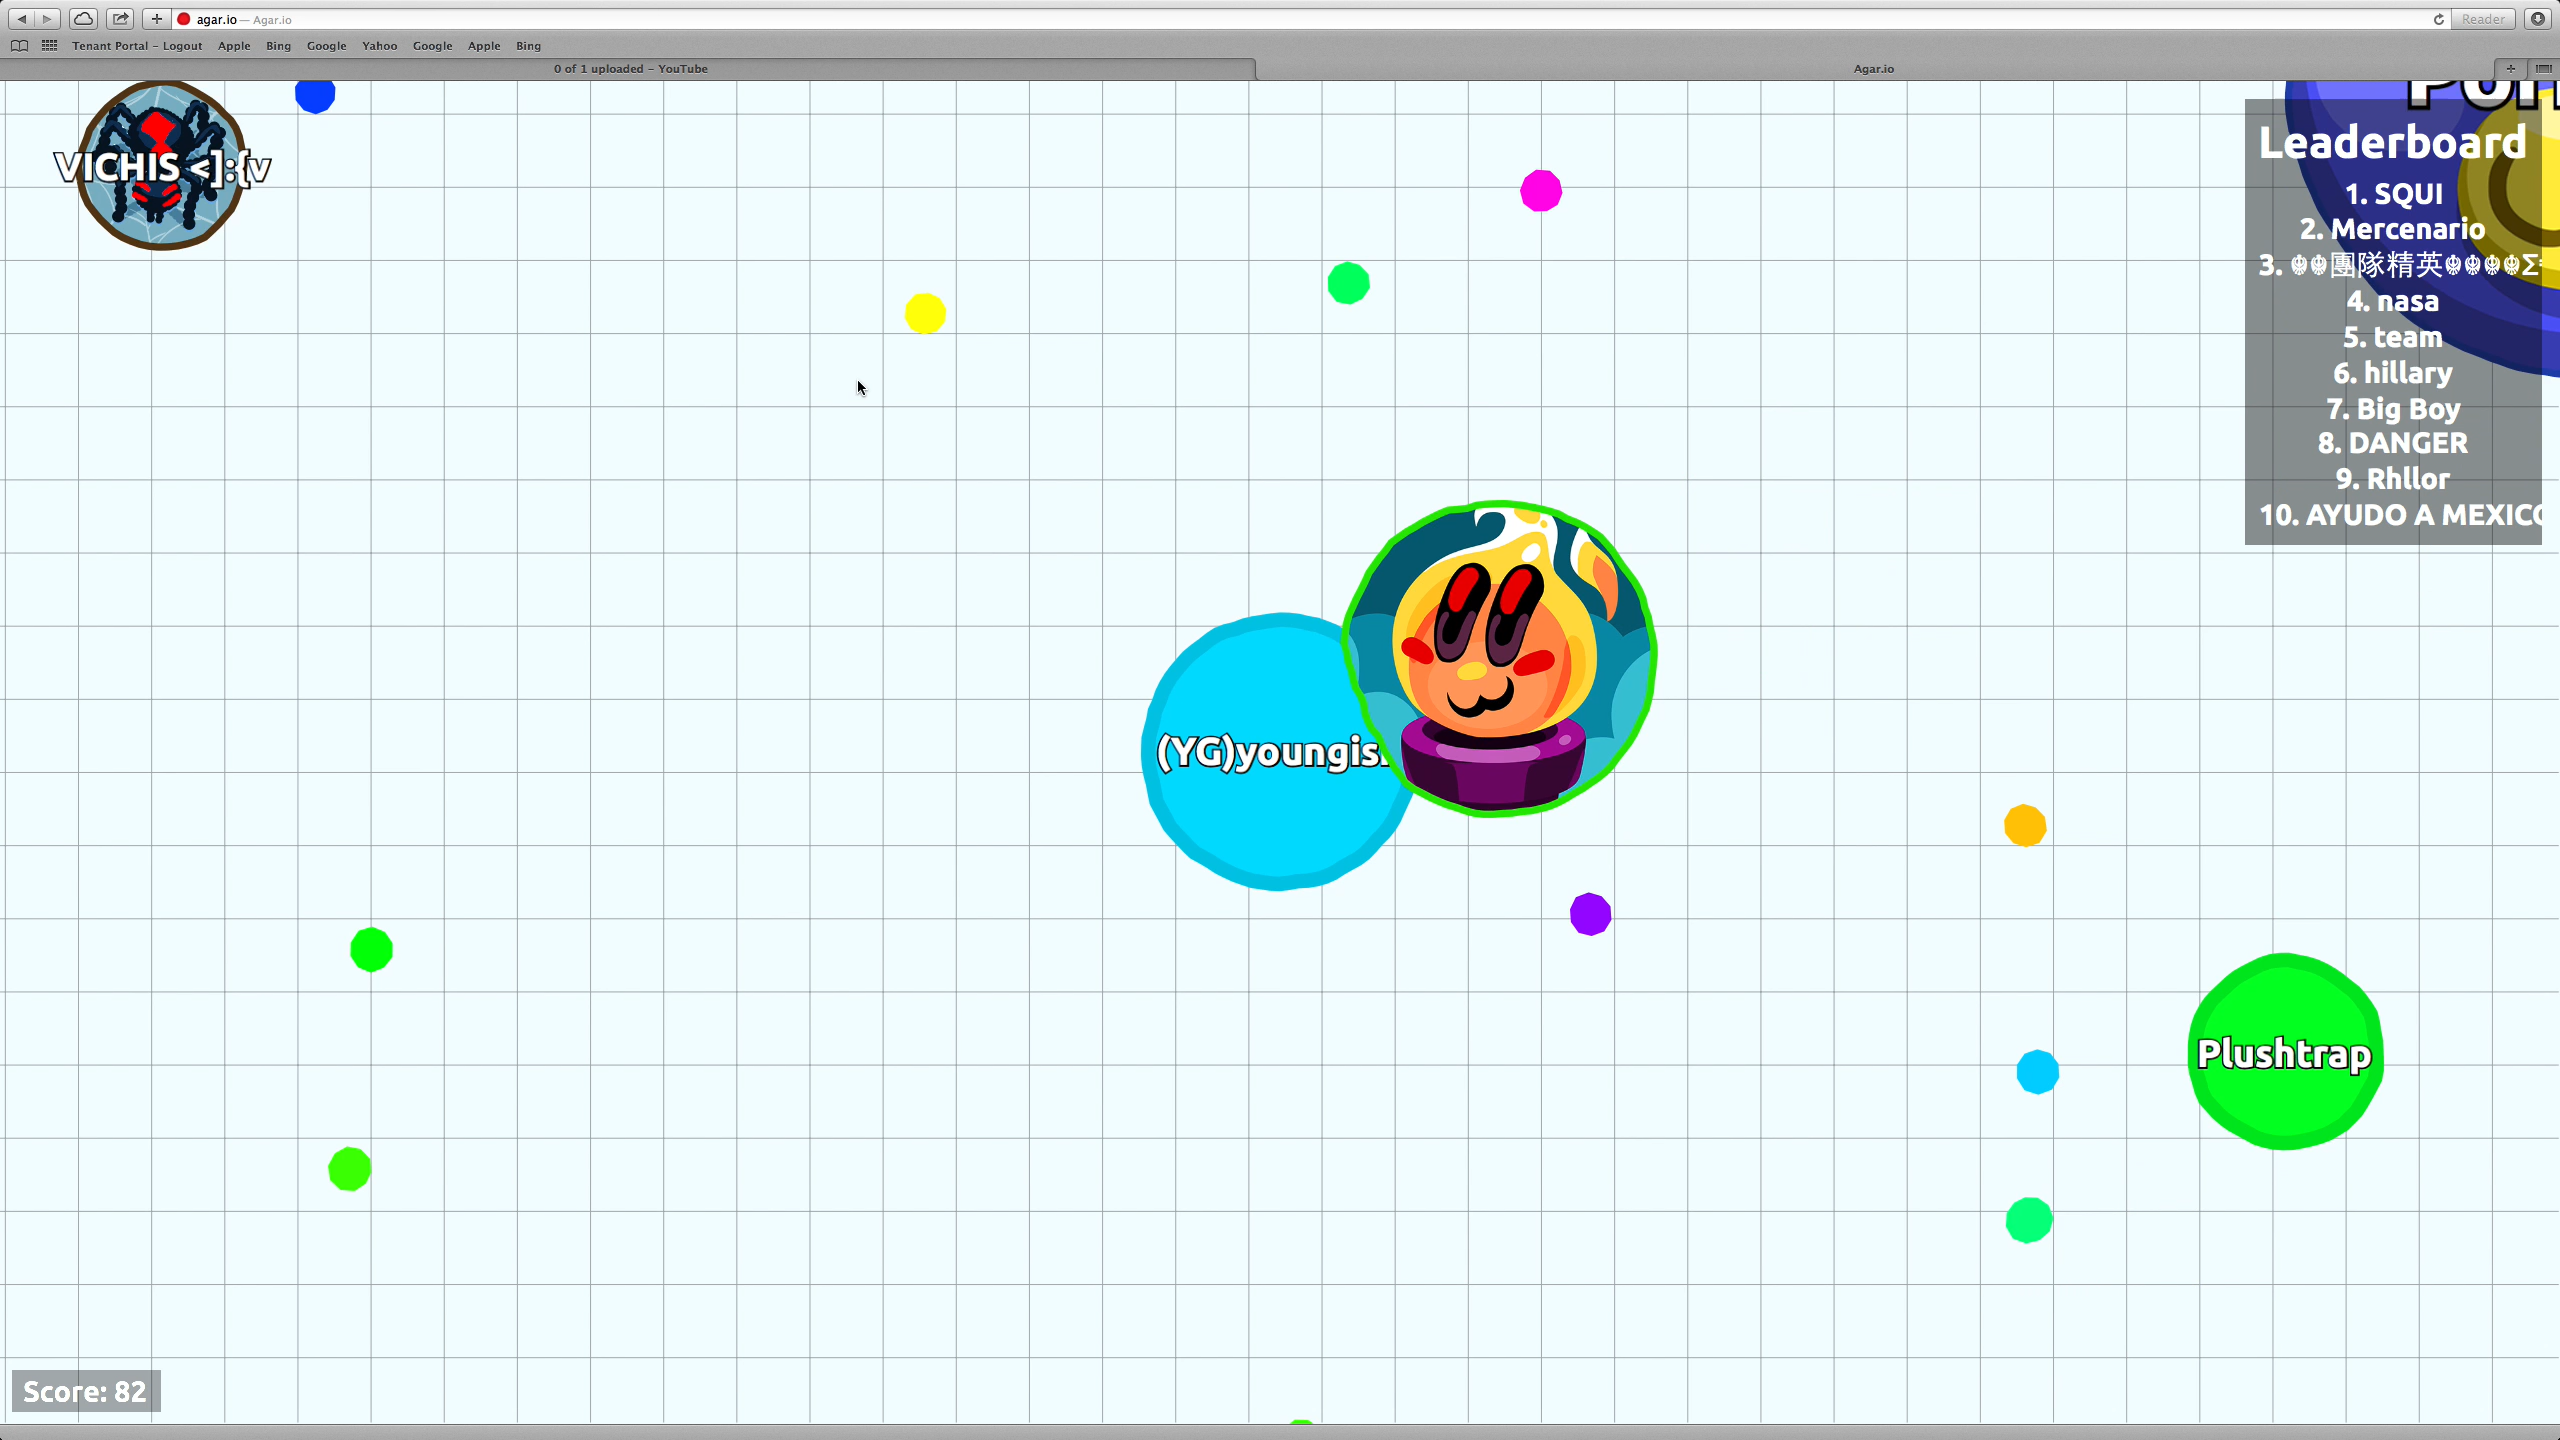 agar.io — Agar.io
Reader
Tenant Portal – Logout Apple Bing Google Yahoo Google Apple Bing
0 of 1 uploaded – YouTube
Agar.io
VICHIS <]:{v
Leaderboard
1. SQUI
2. Mercenario
3. ☬☬團隊精英☬☬☬☬Σ
4. nasa
5. team
6. hillary
7. Big Boy
8. DANGER
9. Rhllor
10. AYUDO A MEXICO
(YG)youngis
Plushtrap
Score: 82